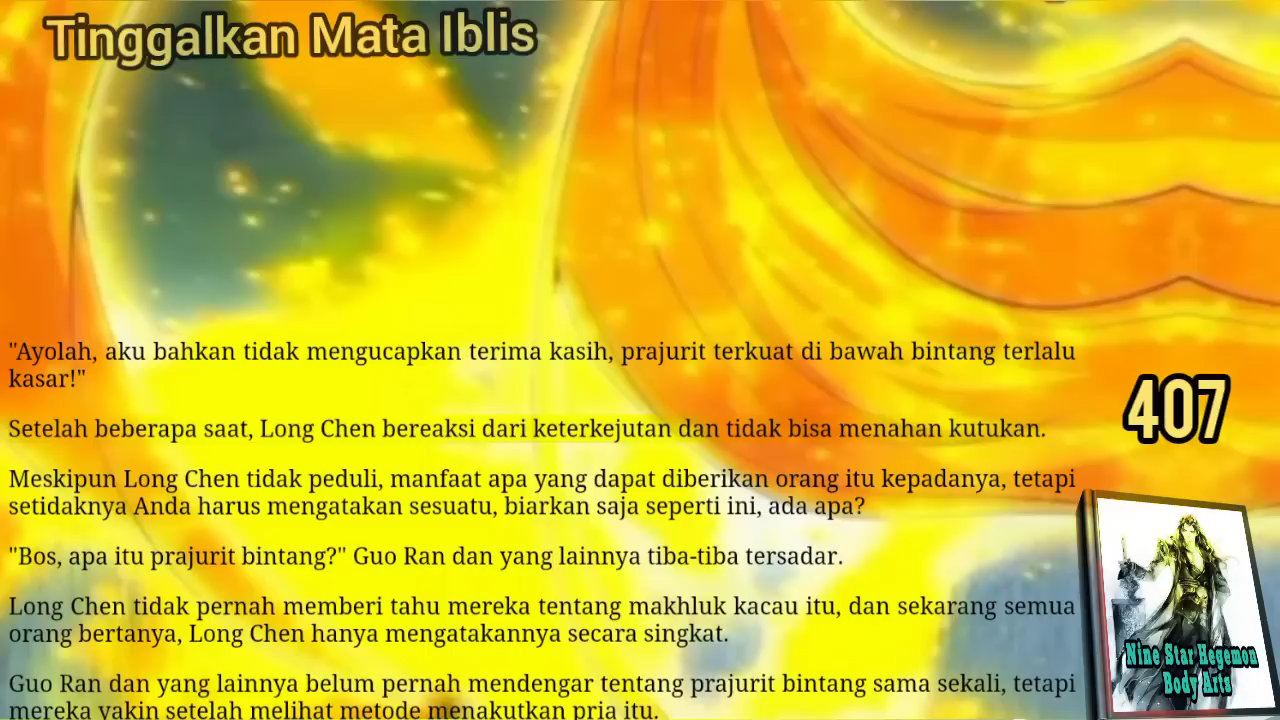 Tinggalkan Mata Iblis
"Ayolah, aku bahkan tidak mengucapkan terima kasih, prajurit terkuat di bawah bintang terlalu
kasar!"
Setelah beberapa saat, Long Chen bereaksi dari keterkejutan dan tidak bisa menahan kutukan.
Meskipun Long Chen tidak peduli, manfaat apa yang dapat diberikan orang itu kepadanya, tetapi
setidaknya Anda harus mengatakan sesuatu, biarkan saja seperti ini, ada apa?
"Bos, apa itu prajurit bintang?" Guo Ran dan yang lainnya tiba-tiba tersadar.
Long Chen tidak pernah memberi tahu mereka tentang makhluk kacau itu, dan sekarang semua
orang bertanya, Long Chen hanya mengatakannya secara singkat.
Guo Ran dan yang lainnya belum pernah mendengar tentang prajurit bintang sama sekali, tetapi
mereka yakin setelah melihat metode menakutkan pria itu.
407
Nine Star Hegemon
Body Arts